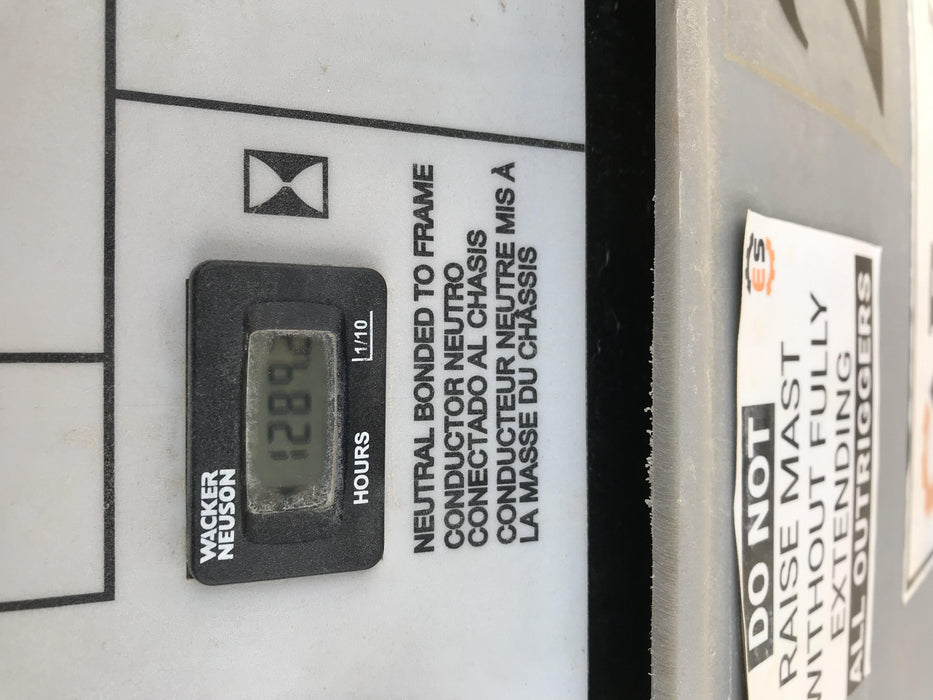 WACKER
NEUSON
HOURS 1/10
NEUTRAL BONDED TO FRAME
CONDUCTOR NEUTRO
CONECTADO AL CHASIS
CONDUCTEUR NEUTRE MIS À
LA MASSE DU CHÂSSIS
ES
DO NOT
RAISE MAST
WITHOUT FULLY
EXTENDING
ALL OUTRIGGERS